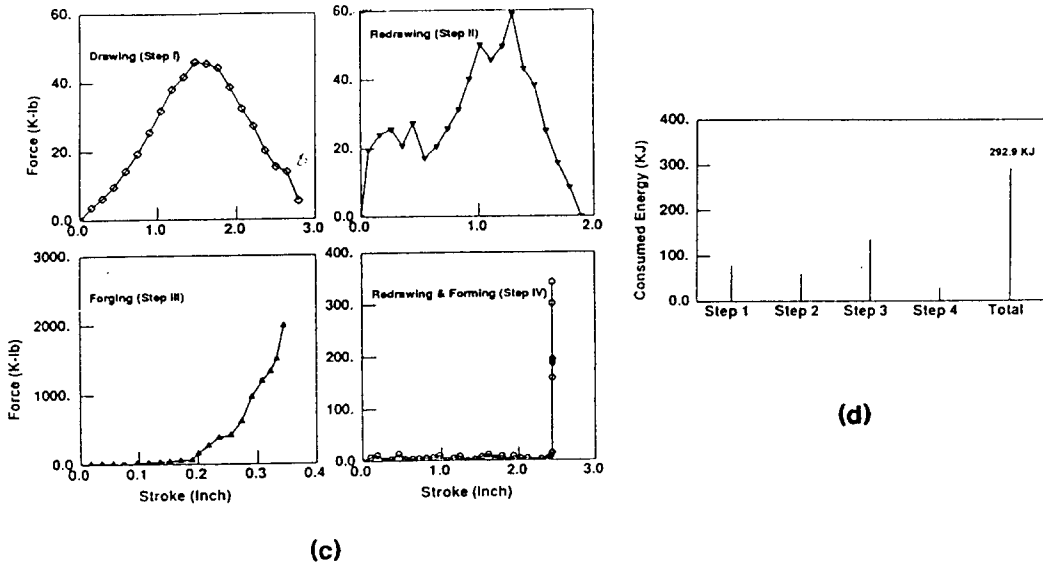 60.
40.
20.
0.0
0.0
1.0
2.0
3.0
Force (K-lb)
Drawing (Step I)
60.
40.
20.
0.0
0.0
1.0
2.0
Redrawing (Step II)
3000.
2000.
1000.
0.0
0.0
0.1
0.2
0.3
0.4
Force (K-lb)
Forging (Step III)
Stroke (Inch)
400.
300.
200.
100.
0.0
0.0
1.0
2.0
3.0
Redrawing & Forming (Step IV)
Stroke (Inch)
(c)
400.
300.
200.
100.
0.0
Consumed Energy (KJ)
292.9 KJ
Step 1
Step 2
Step 3
Step 4
Total
(d)